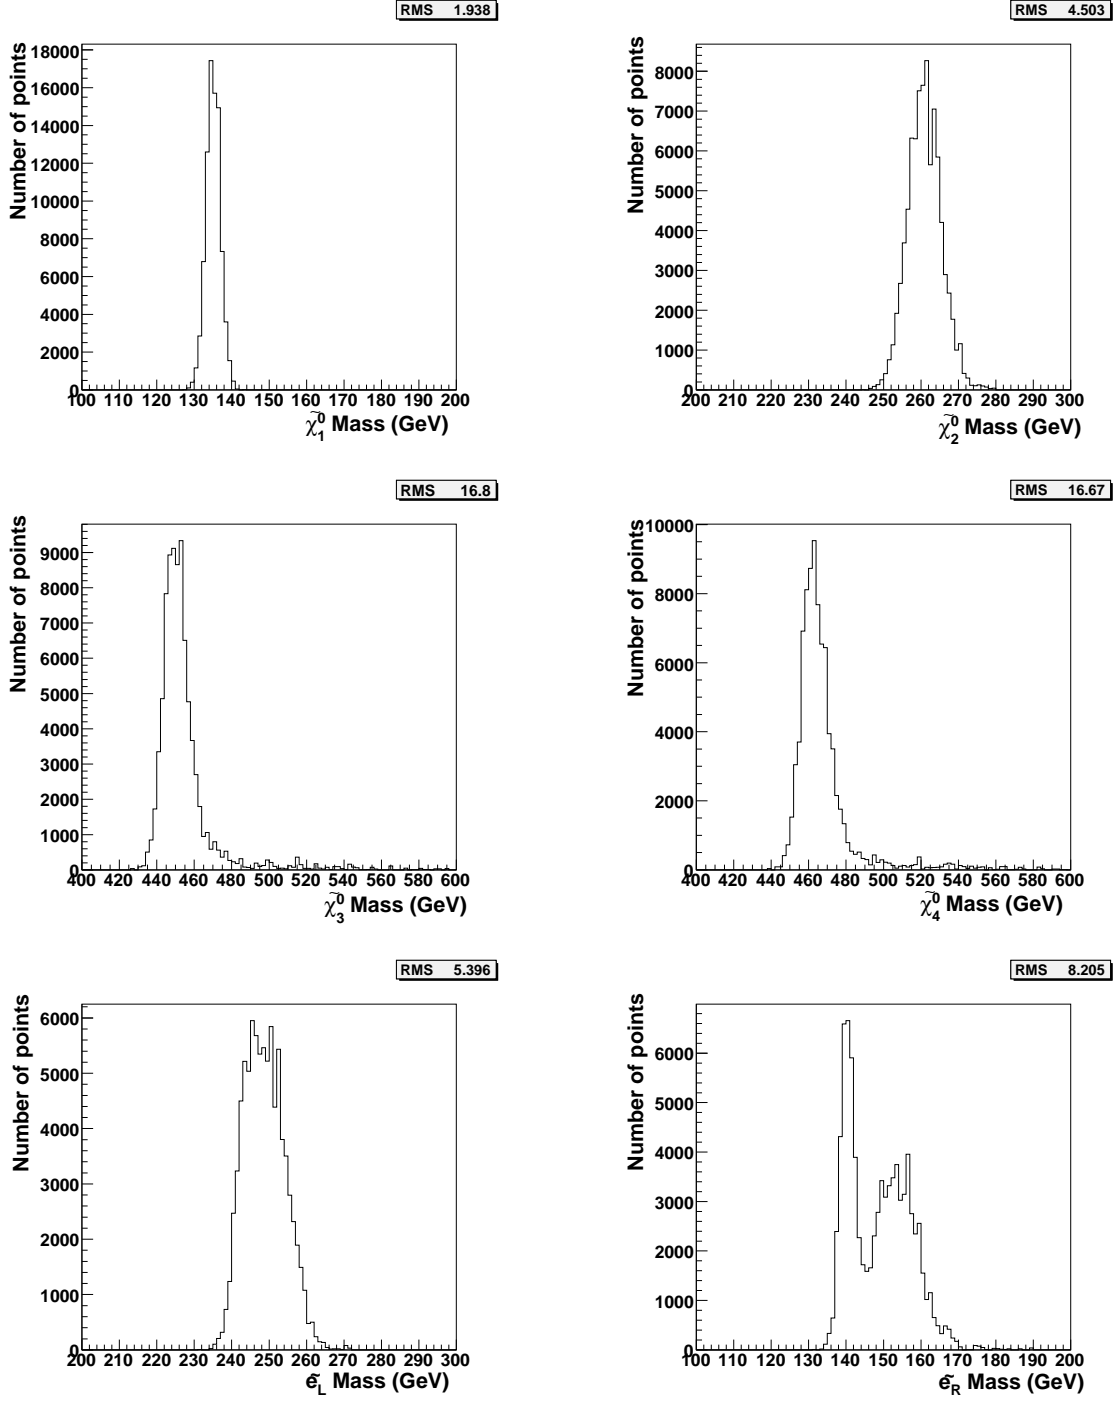 RMS 1.938
Number of points
18000
16000
14000
12000
10000
8000
6000
4000
2000
0
100 110 120 130 140 150 160 170 180 190 200
χ̃⁰₁ Mass (GeV)
RMS 4.503
Number of points
8000
7000
6000
5000
4000
3000
2000
1000
0
200 210 220 230 240 250 260 270 280 290 300
χ̃⁰₂ Mass (GeV)
RMS 16.8
Number of points
9000
8000
7000
6000
5000
4000
3000
2000
1000
0
400 420 440 460 480 500 520 540 560 580 600
χ̃⁰₃ Mass (GeV)
RMS 16.67
Number of points
10000
8000
6000
4000
2000
0
400 420 440 460 480 500 520 540 560 580 600
χ̃⁰₄ Mass (GeV)
RMS 5.396
Number of points
6000
5000
4000
3000
2000
1000
0
200 210 220 230 240 250 260 270 280 290 300
ẽ_L Mass (GeV)
RMS 8.205
Number of points
6000
5000
4000
3000
2000
1000
0
100 110 120 130 140 150 160 170 180 190 200
ẽ_R Mass (GeV)